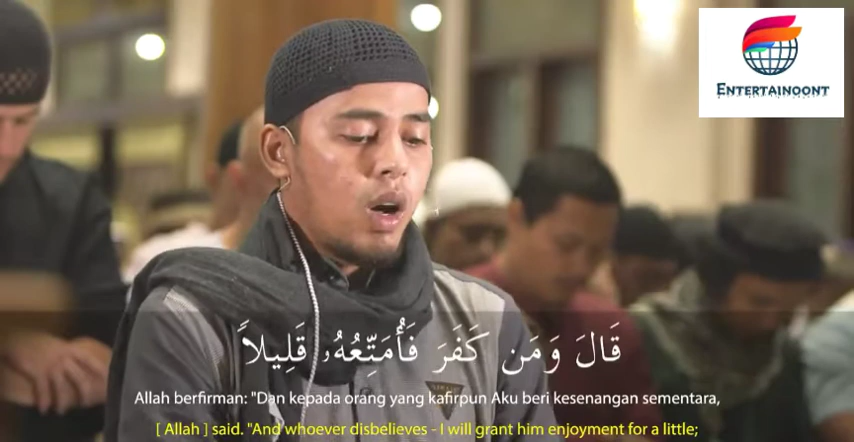 ENTERTAINOONT
قَالَ وَمَن كَفَرَ فَأُمَتِّعُهُۥ قَلِيلاً
Allah berfirman: "Dan kepada orang yang kafirpun Aku beri kesenangan sementara,
[ Allah ] said. "And whoever disbelieves - I will grant him enjoyment for a little;